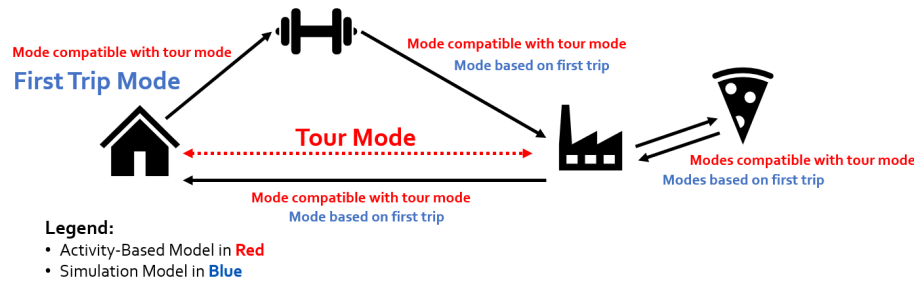 Mode compatible with tour mode
First Trip Mode
Mode compatible with tour mode
Mode based on first trip
Tour Mode
Modes compatible with tour mode
Modes based on first trip
Mode compatible with tour mode
Mode based on first trip
Legend:
• Activity-Based Model in Red
• Simulation Model in Blue